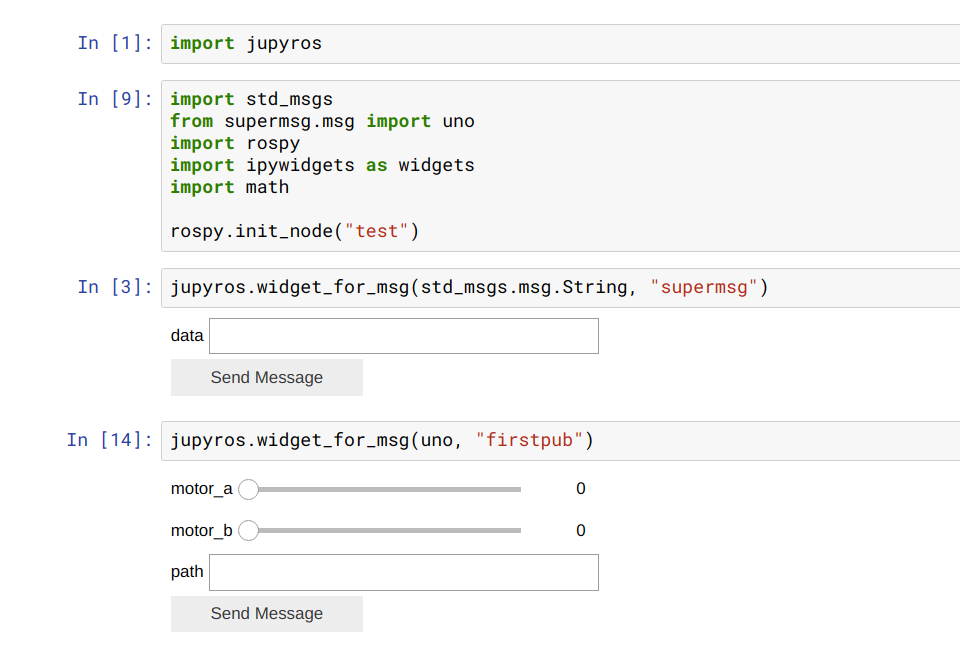 In [1]: import jupyros
In [9]: import std_msgs
from supermsg.msg import uno
import rospy
import ipywidgets as widgets
import math
rospy.init_node("test")
In [3]: jupyros.widget_for_msg(std_msgs.msg.String, "supermsg")
data
Send Message
In [14]: jupyros.widget_for_msg(uno, "firstpub")
motor_a 0
motor_b 0
path
Send Message